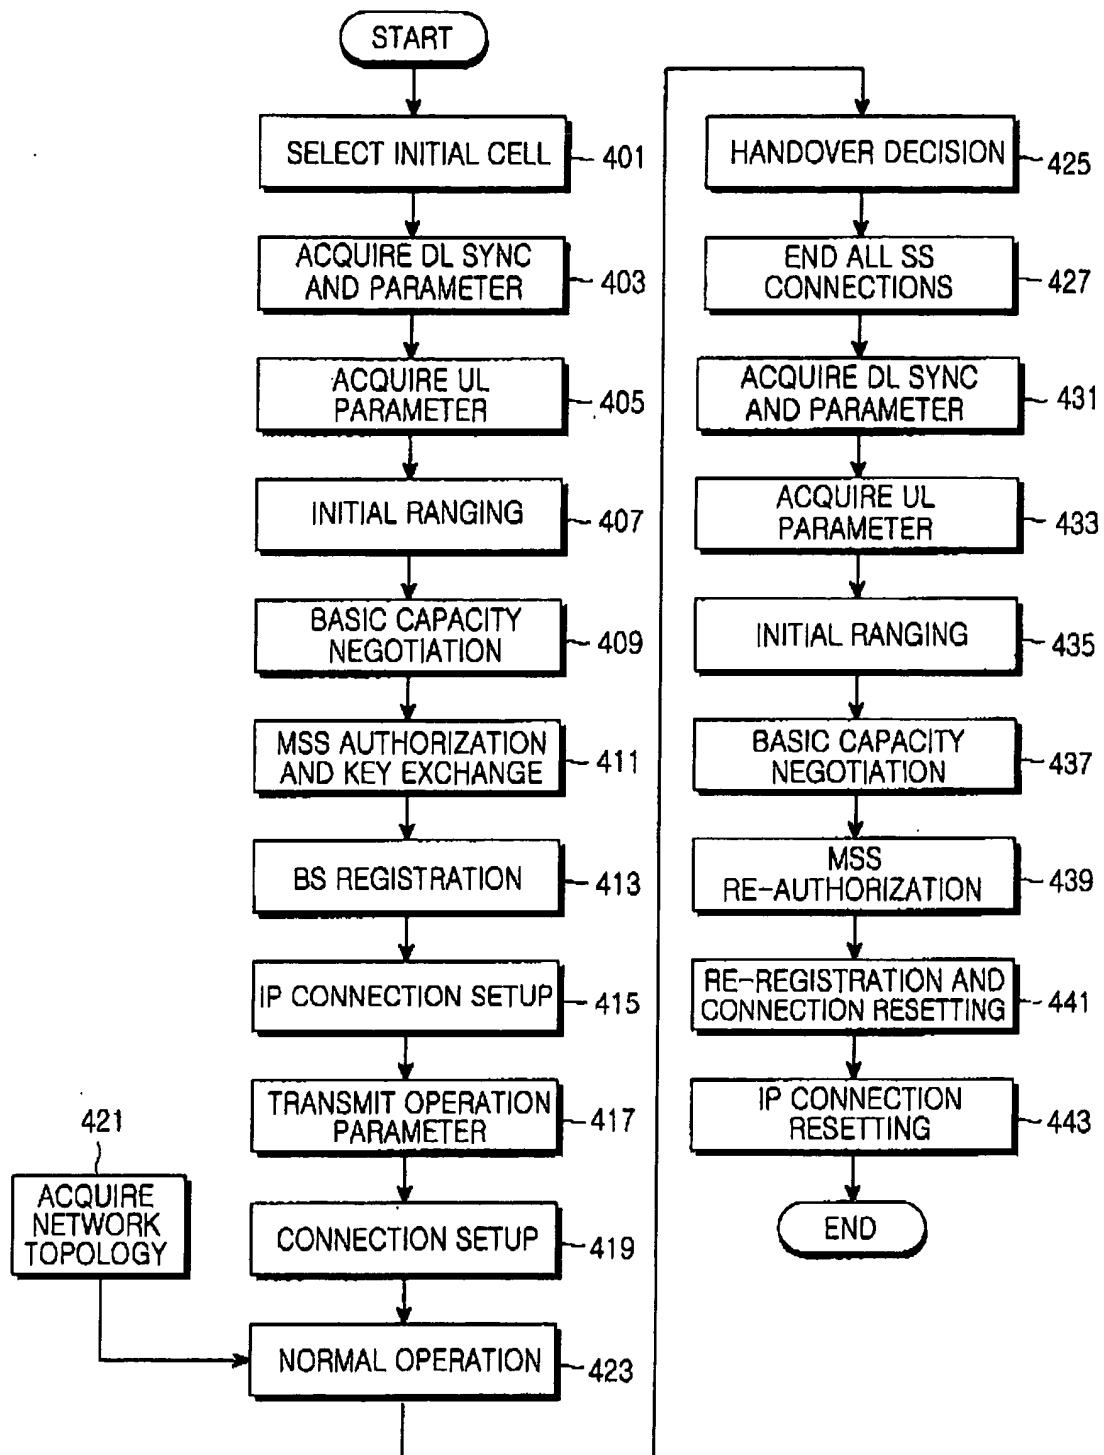 START
SELECT INITIAL CELL
401
ACQUIRE DL SYNC
AND PARAMETER
403
ACQUIRE UL
PARAMETER
405
INITIAL RANGING
407
BASIC CAPACITY
NEGOTIATION
409
MSS AUTHORIZATION
AND KEY EXCHANGE
411
BS REGISTRATION
413
IP CONNECTION SETUP
415
TRANSMIT OPERATION
PARAMETER
417
CONNECTION SETUP
419
421
ACQUIRE
NETWORK
TOPOLOGY
NORMAL OPERATION
423
HANDOVER DECISION
425
END ALL SS
CONNECTIONS
427
ACQUIRE DL SYNC
AND PARAMETER
431
ACQUIRE UL
PARAMETER
433
INITIAL RANGING
435
BASIC CAPACITY
NEGOTIATION
437
MSS
RE-AUTHORIZATION
439
RE-REGISTRATION AND
CONNECTION RESETTING
441
IP CONNECTION
RESETTING
443
END